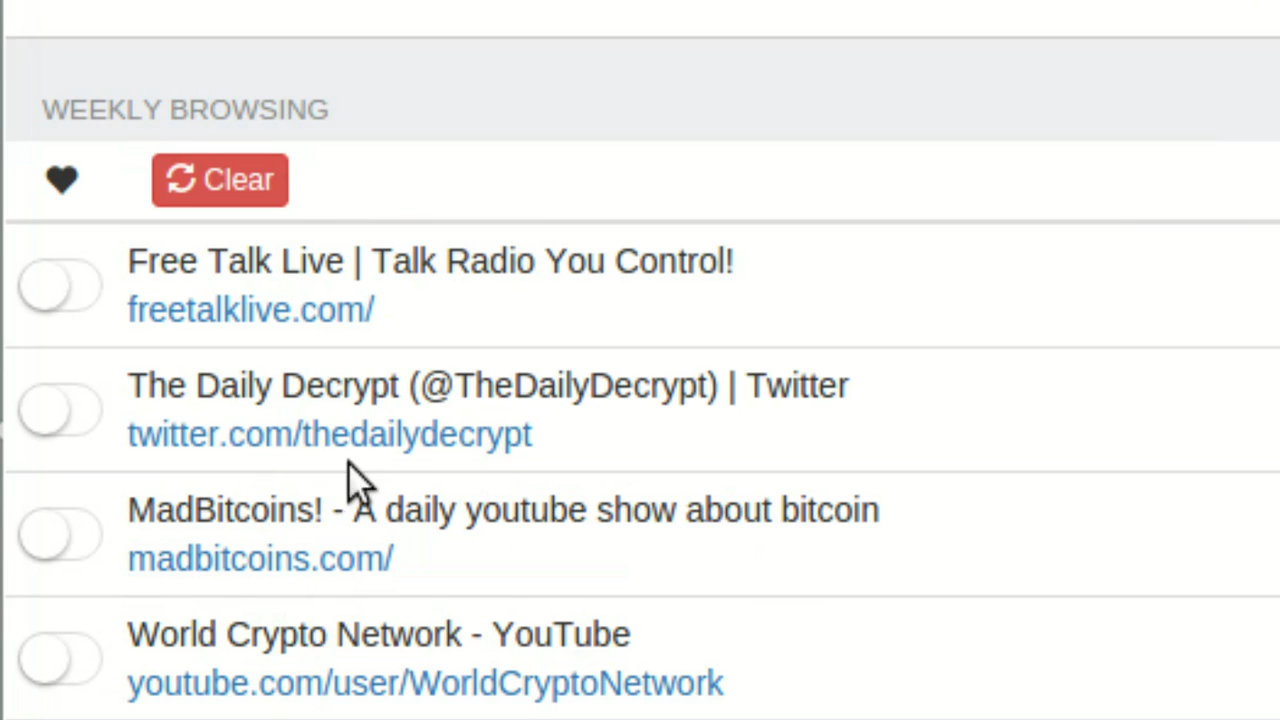 WEEKLY BROWSING
Clear
Free Talk Live | Talk Radio You Control!
freetalklive.com/
The Daily Decrypt (@TheDailyDecrypt) | Twitter
twitter.com/thedailydecrypt
MadBitcoins! - A daily youtube show about bitcoin
madbitcoins.com/
World Crypto Network - YouTube
youtube.com/user/WorldCryptoNetwork